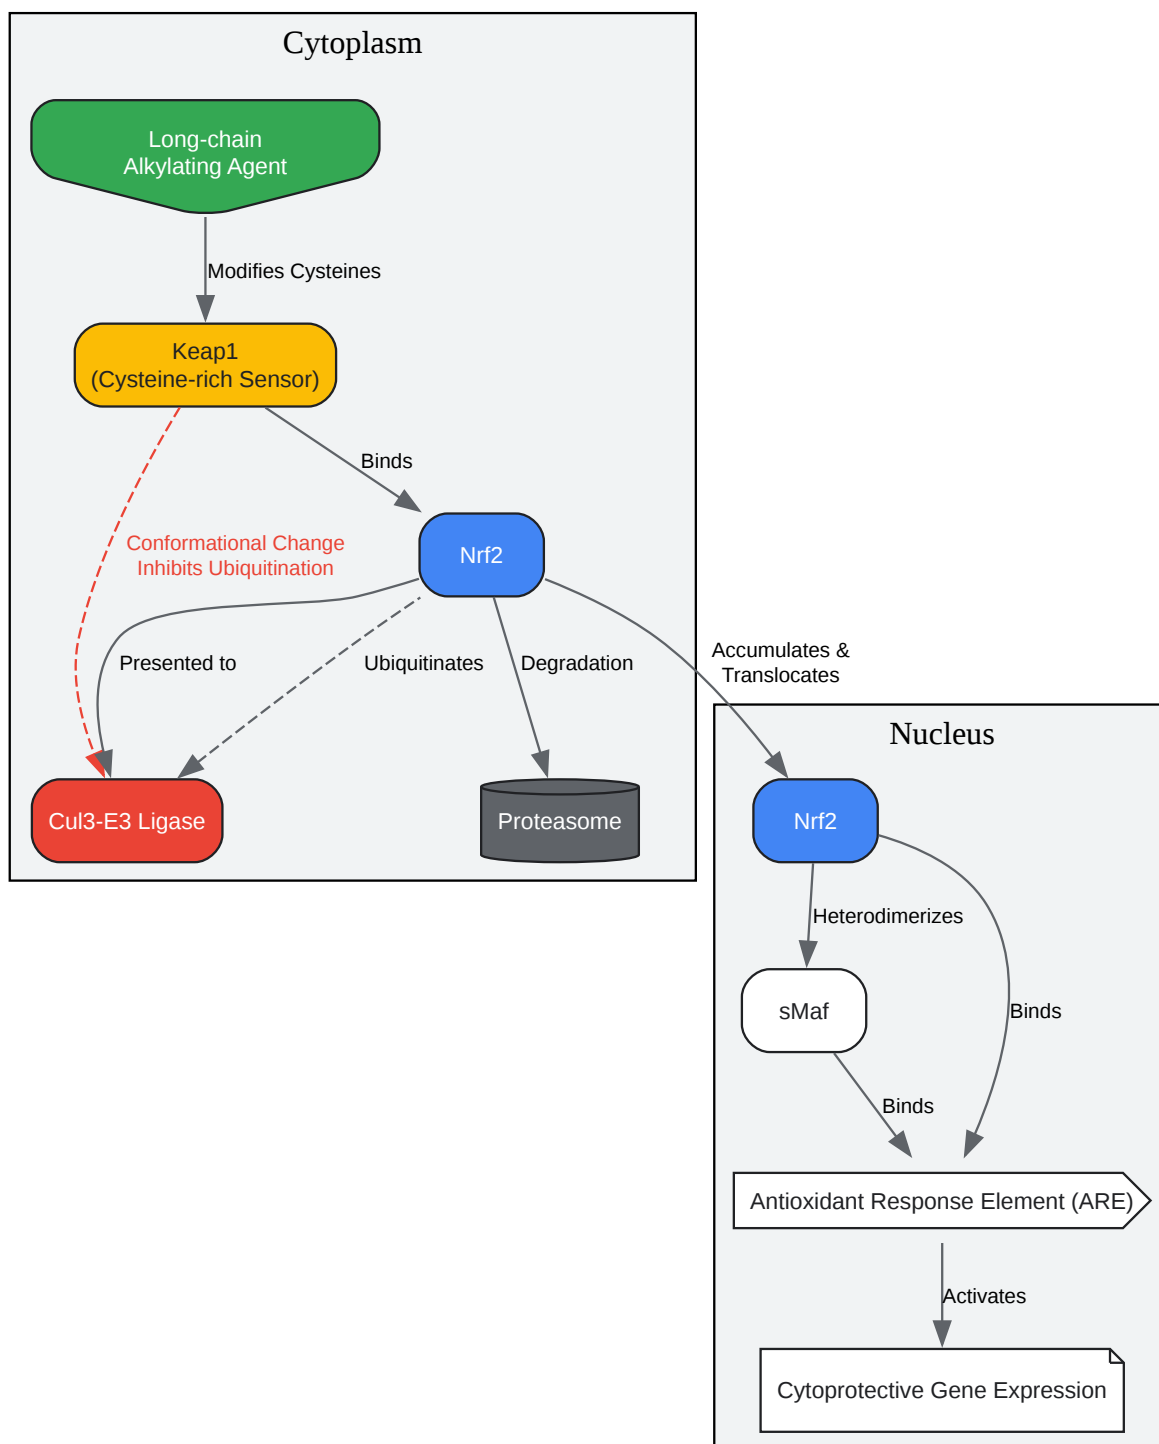 Cytoplasm
Long-chain
Alkylating Agent
Modifies Cysteines
Keap1
(Cysteine-rich Sensor)
Binds
Nrf2
Conformational Change
Inhibits Ubiquitination
Presented to
Ubiquitinates
Degradation
Accumulates &
Translocates
Cul3-E3 Ligase
Proteasome
Nucleus
Nrf2
Heterodimerizes
sMaf
Binds
Binds
Antioxidant Response Element (ARE)
Activates
Cytoprotective Gene Expression